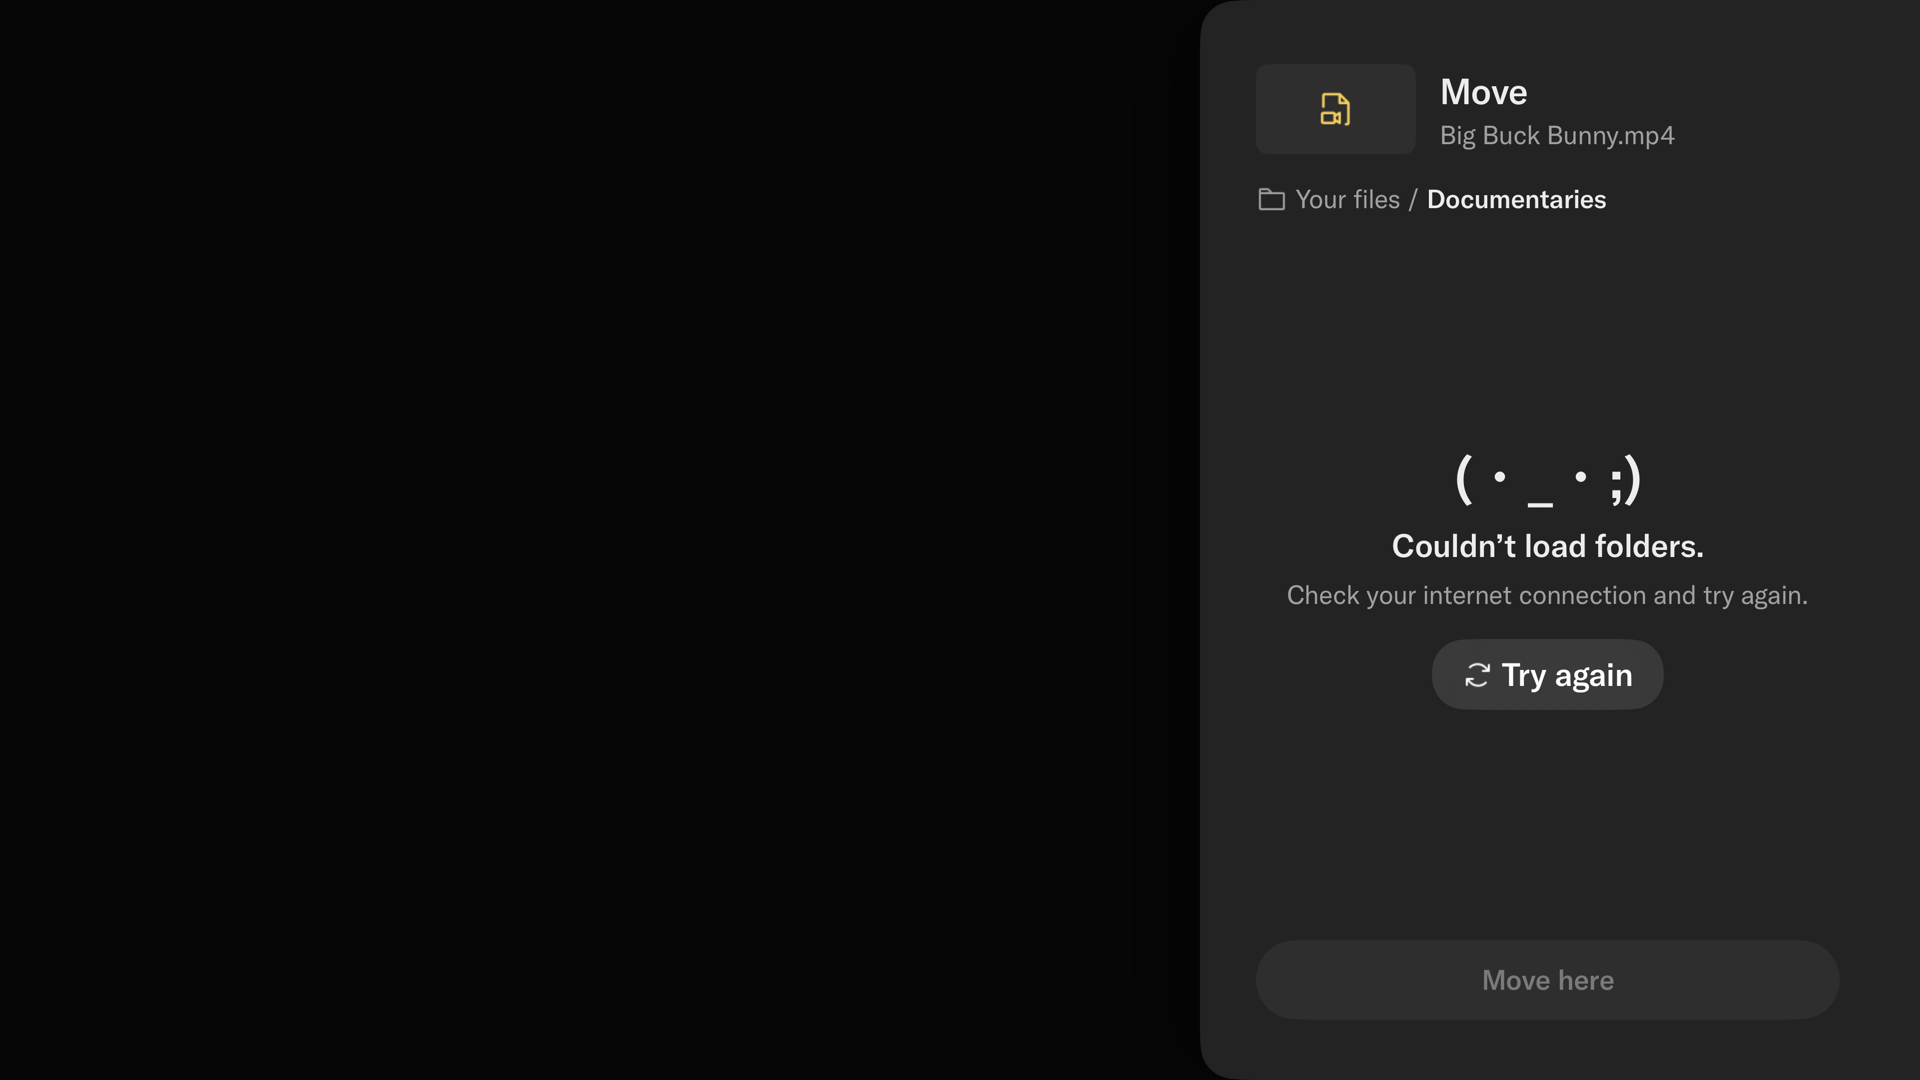 Move
Big Buck Bunny.mp4
Your files / Documentaries
(・_・;)
Couldn’t load folders.
Check your internet connection and try again.
Try again
Move here